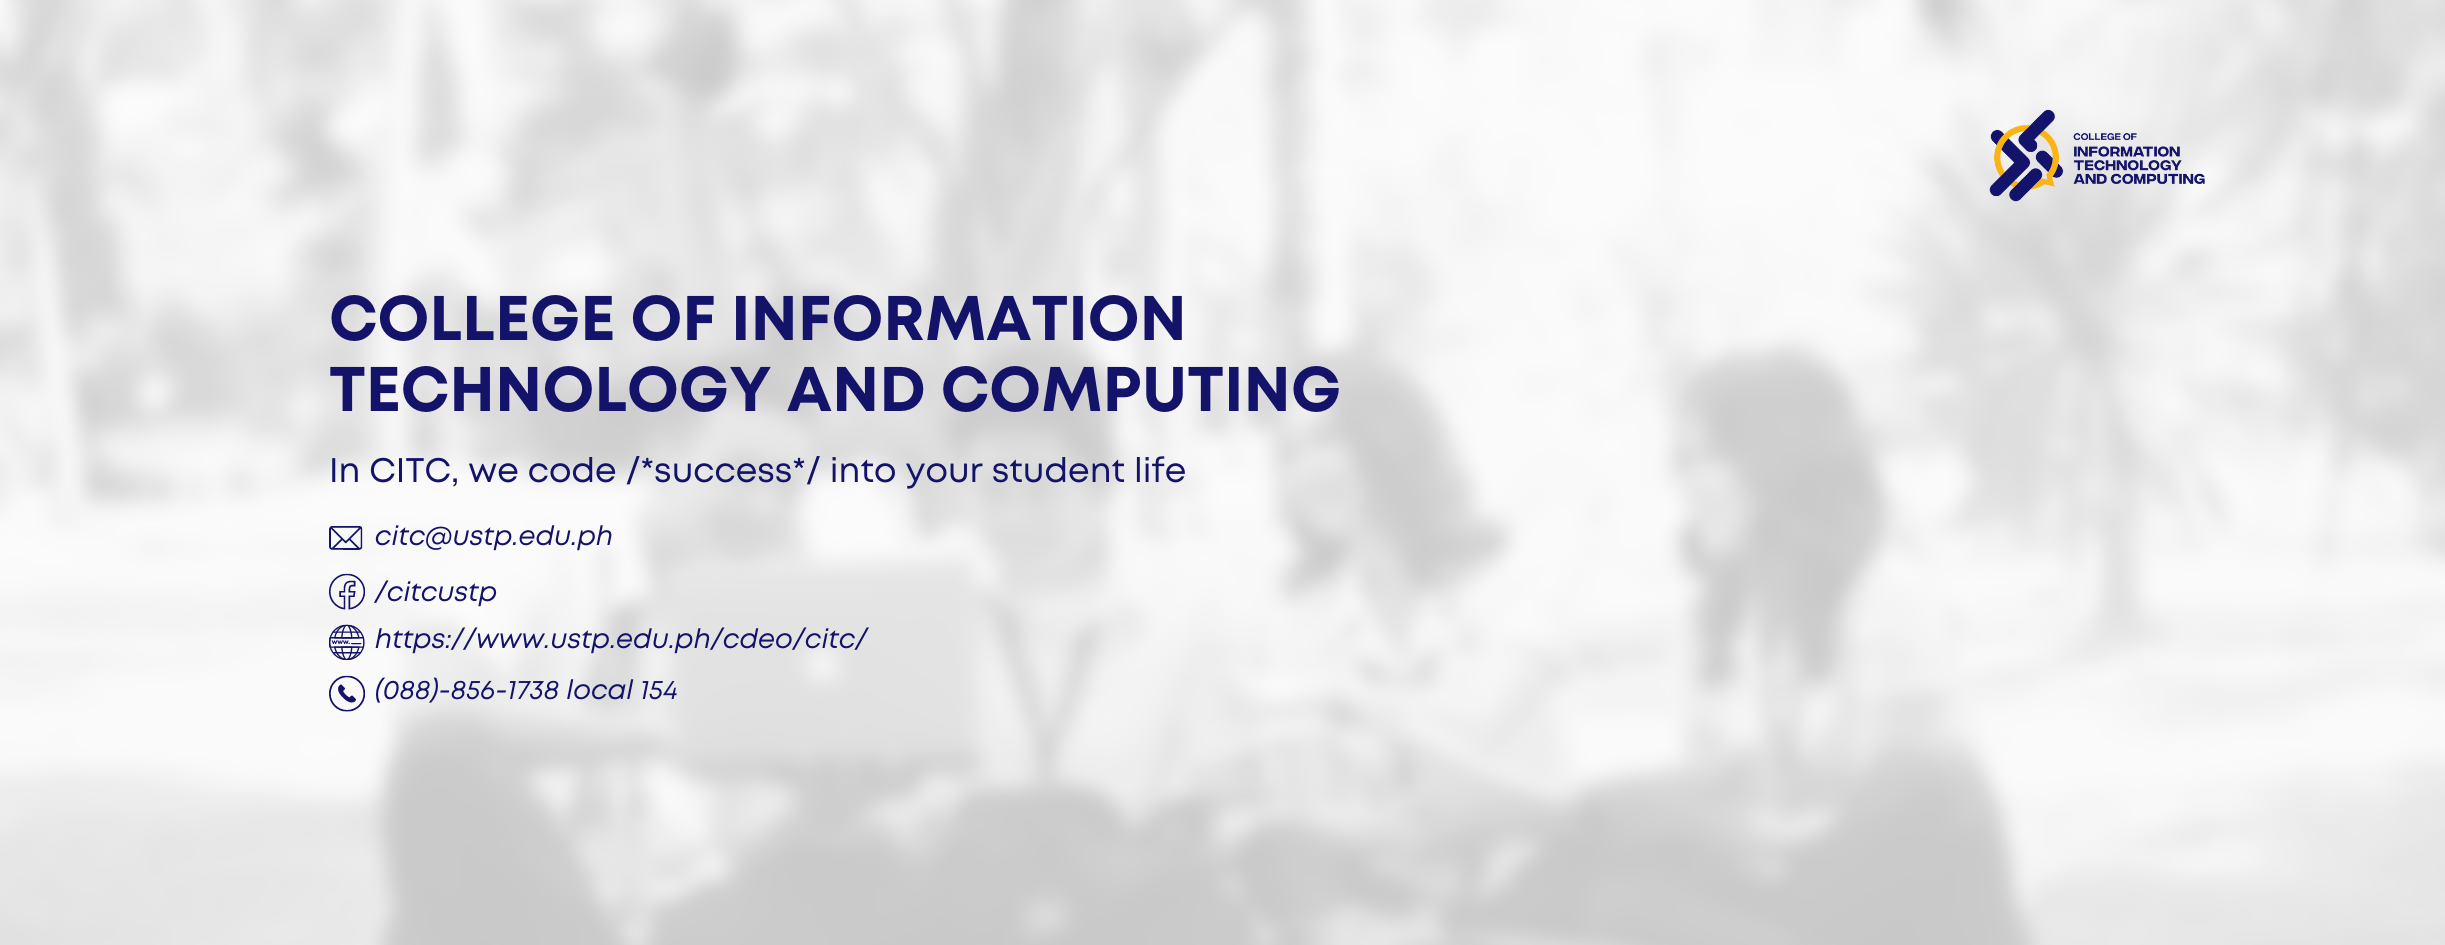 COLLEGE OF
INFORMATION
TECHNOLOGY
AND COMPUTING
COLLEGE OF INFORMATION
TECHNOLOGY AND COMPUTING
In CITC, we code /*success*/ into your student life
citc@ustp.edu.ph
/citcustp
www.
https://www.ustp.edu.ph/cdeo/citc/
(088)-856-1738 local 154